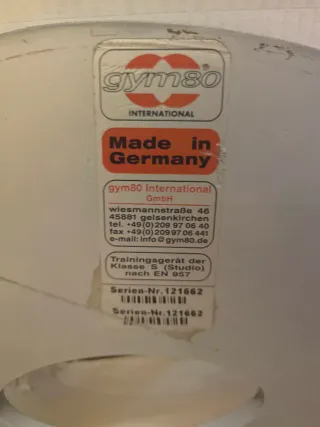 gym80®
INTERNATIONAL
Made in
Germany
gym80 International
GmbH
wiesmannstraße 46
45881 gelsenkirchen
tel. +49(0)209 97 06 40
fax +49(0)209 97 06 441
e-mail: info@gym80.de
Trainingsgerät der
Klasse S (Studio)
nach EN 957
Serien-Nr. 121662
Serien-Nr. 121662